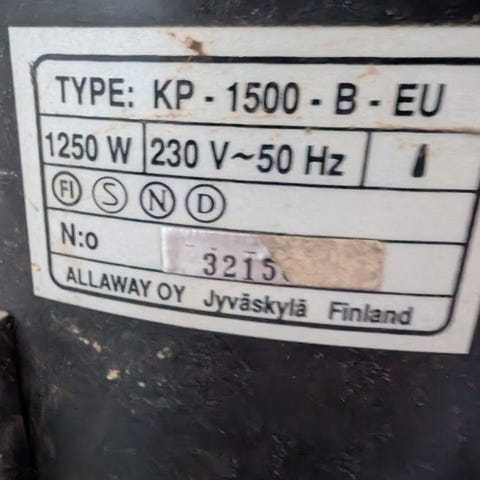 TYPE: KP - 1500 - B - EU
1250 W 230 V~50 Hz
FI S N D
N:o 3215
ALLAWAY OY Jyväskylä Finland